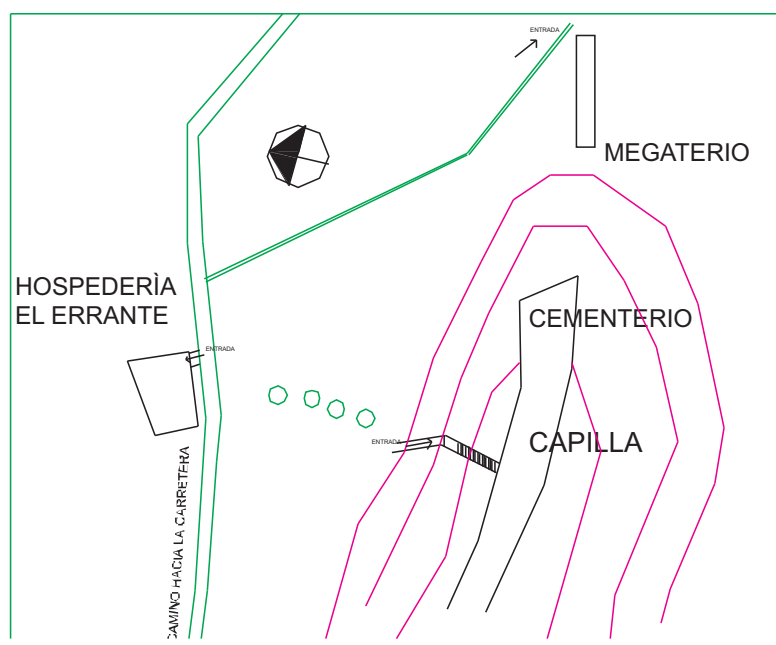 ENTRADA
MEGATERIO
HOSPEDERÌA
EL ERRANTE
CEMENTERIO
ENTRADA
ENTRADA
CAPILLA
CAMINO HACIA LA CARRETERA